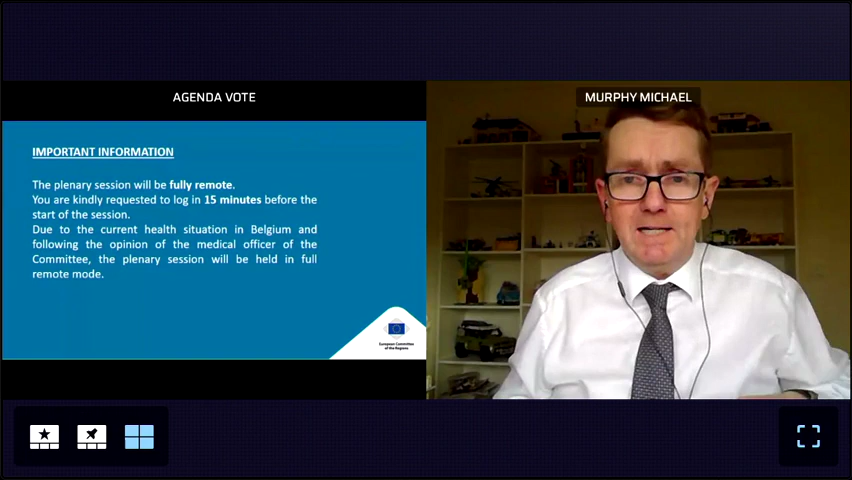 AGENDA VOTE
MURPHY MICHAEL
IMPORTANT INFORMATION
The plenary session will be fully remote.
You are kindly requested to log in 15 minutes before the
start of the session.
Due to the current health situation in Belgium and
following the opinion of the medical officer of the
Committee, the plenary session will be held in full
remote mode.
European Committee
of the Regions